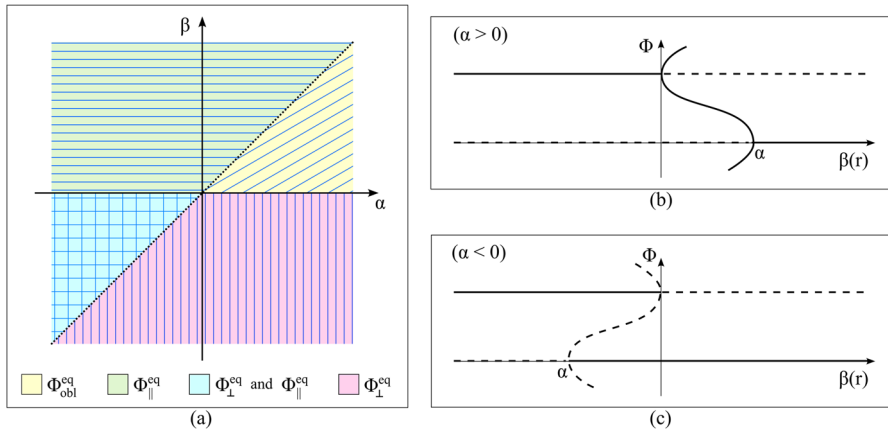 β
α
Φ_obl^eq Φ_||^eq Φ_⊥^eq and Φ_||^eq Φ_⊥^eq
(a)
(α > 0)
Φ
α
β(r)
(b)
(α < 0)
Φ
α
β(r)
(c)